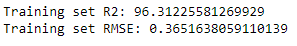 Training set R2: 96.31225581269929
Training set RMSE: 0.3651638059110139